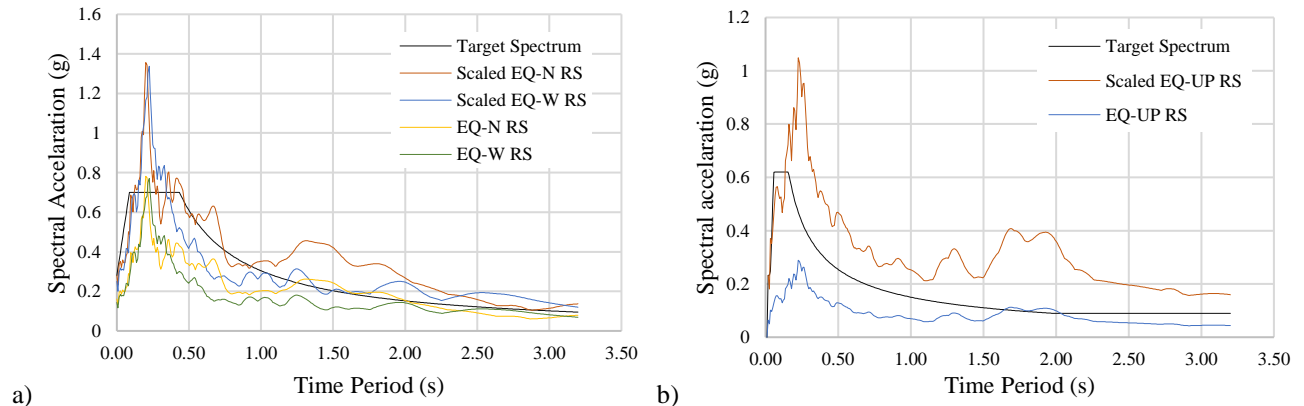 1.6
1.4
1.2
1
0.8
0.6
0.4
0.2
0
0.00 0.50 1.00 1.50 2.00 2.50 3.00 3.50
Spectral Accelaration (g)
Time Period (s)
Target Spectrum
Scaled EQ-N RS
Scaled EQ-W RS
EQ-N RS
EQ-W RS
a)
1.2
1
0.8
0.6
0.4
0.2
0
0.00 0.50 1.00 1.50 2.00 2.50 3.00 3.50
Spectral accelaration (g)
Time Period (s)
Target Spectrum
Scaled EQ-UP RS
EQ-UP RS
b)